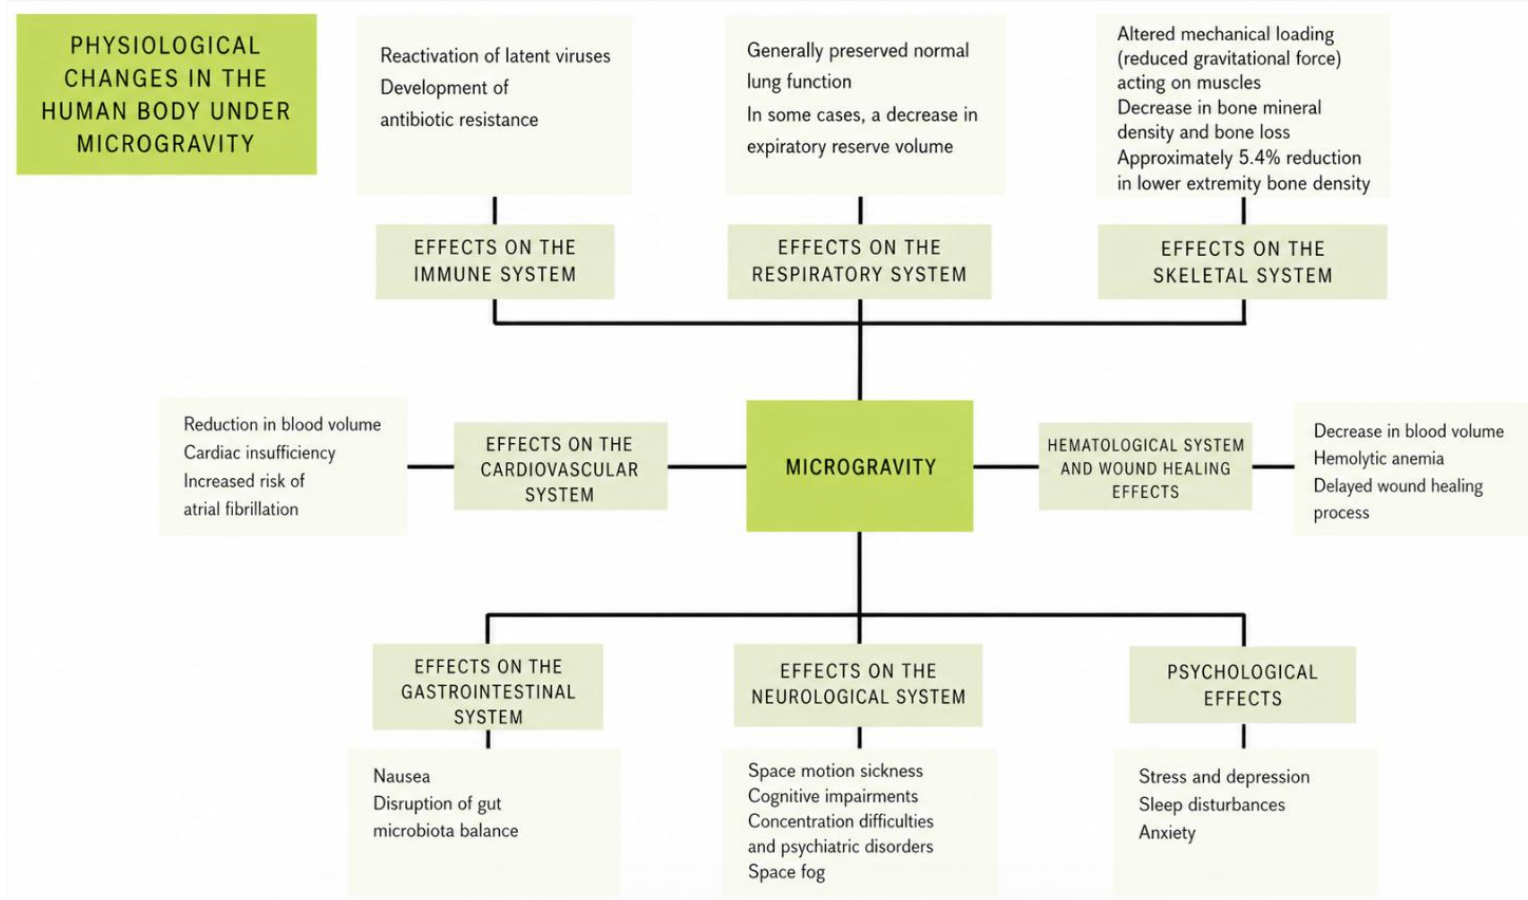 PHYSIOLOGICAL
CHANGES IN THE
HUMAN BODY UNDER
MICROGRAVITY
Reactivation of latent viruses
Development of
antibiotic resistance
EFFECTS ON THE
IMMUNE SYSTEM
Generally preserved normal
lung function
In some cases, a decrease in
expiratory reserve volume
EFFECTS ON THE
RESPIRATORY SYSTEM
Altered mechanical loading
(reduced gravitational force)
acting on muscles
Decrease in bone mineral
density and bone loss
Approximately 5.4% reduction
in lower extremity bone density
EFFECTS ON THE
SKELETAL SYSTEM
Reduction in blood volume
Cardiac insufficiency
Increased risk of
atrial fibrillation
EFFECTS ON THE
CARDIOVASCULAR
SYSTEM
MICROGRAVITY
HEMATOLOGICAL SYSTEM
AND WOUND HEALING
EFFECTS
Decrease in blood volume
Hemolytic anemia
Delayed wound healing
process
EFFECTS ON THE
GASTROINTESTINAL
SYSTEM
Nausea
Disruption of gut
microbiota balance
EFFECTS ON THE
NEUROLOGICAL SYSTEM
Space motion sickness
Cognitive impairments
Concentration difficulties
and psychiatric disorders
Space fog
PSYCHOLOGICAL
EFFECTS
Stress and depression
Sleep disturbances
Anxiety